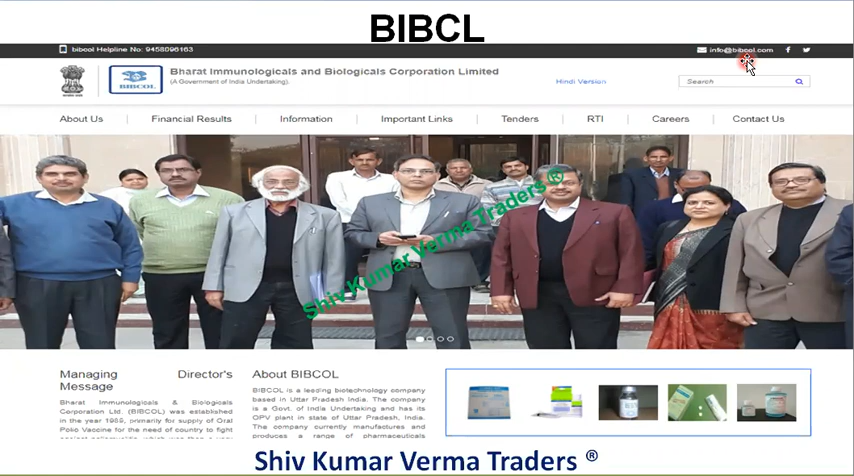 BIBCL
bibcol Helpline No: 9458096163
info@bibcol.com
Bharat Immunologicals and Biologicals Corporation Limited
(A Government of India Undertaking).
BIBCOL
Hindi Version
Search
About Us
Financial Results
Information
Important Links
Tenders
RTI
Careers
Contact Us
Shiv Kumar Verma Traders ®
Managing Director's
Message
Bharat Immunologicals & Biologicals
Corporation Ltd. (BIBCOL) was established
in the year 1989, primarily for supply of Oral
Polio Vaccine for the need of country to fight
About BIBCOL
BIBCOL is a leading biotechnology company
based in Uttar Pradesh, India. The
company is a Govt. of India Undertaking and has its
OPV plant in state of Uttar Pradesh, India.
The company currently manufactures and
produces a range of pharmaceuticals
Shiv Kumar Verma Traders ®